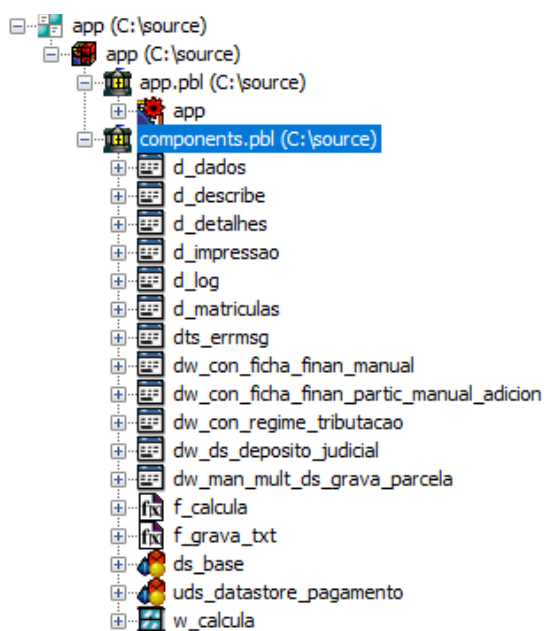 app (C:\source)
app (C:\source)
app.pbl (C:\source)
app
components.pbl (C:\source)
d_dados
d_describe
d_detalhes
d_impressao
d_log
d_matriculas
dts_errmsg
dw_con_ficha_finan_manual
dw_con_ficha_finan_partic_manual_adicion
dw_con_regime_tributacao
dw_ds_deposito_judicial
dw_man_mult_ds_grava_parcela
f_calcula
f_grava_txt
ds_base
uds_datastore_pagamento
w_calcula